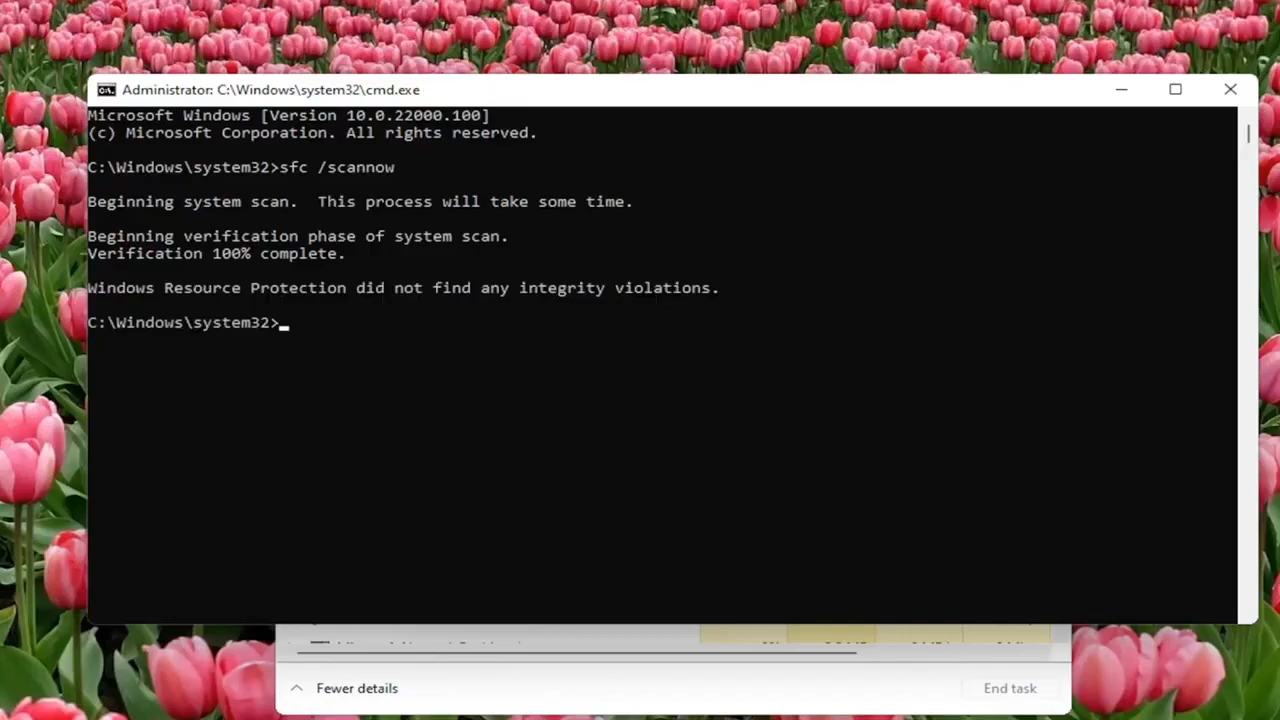 Administrator: C:\Windows\system32\cmd.exe
Microsoft Windows [Version 10.0.22000.100]
(c) Microsoft Corporation. All rights reserved.
C:\Windows\system32>sfc /scannow
Beginning system scan.  This process will take some time.
Beginning verification phase of system scan.
Verification 100% complete.
Windows Resource Protection did not find any integrity violations.
C:\Windows\system32>
Fewer details
End task